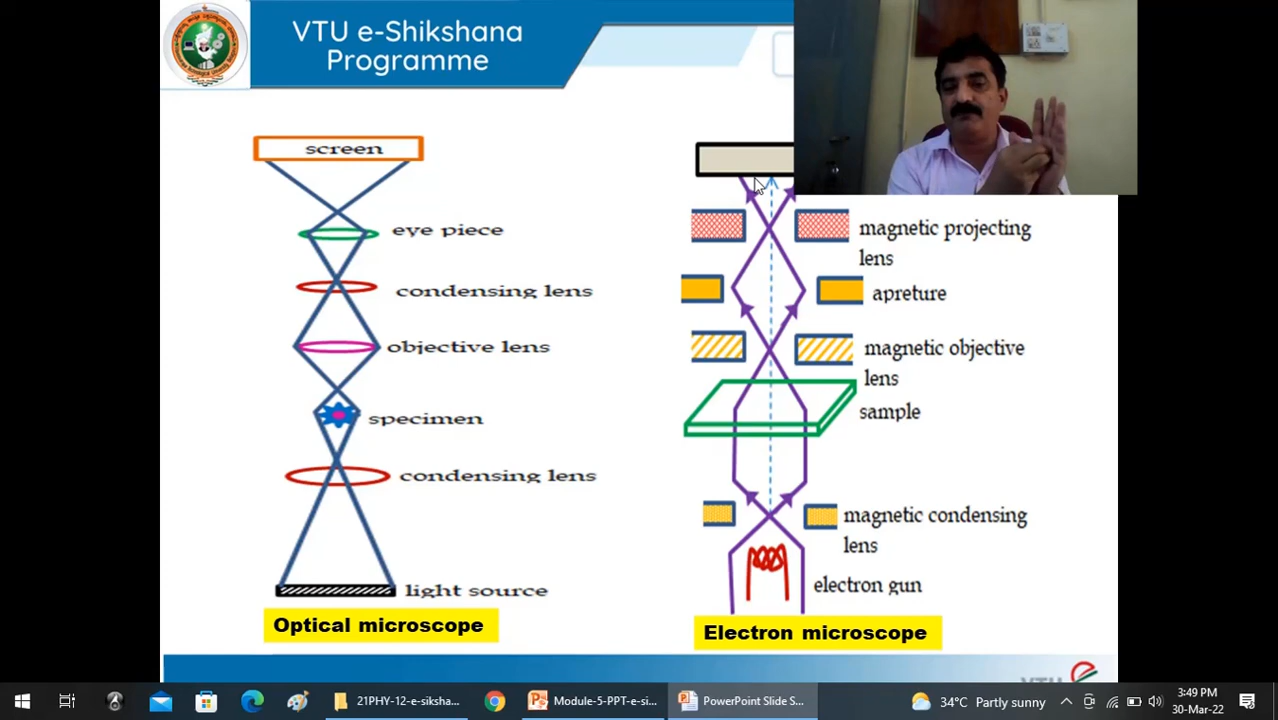 VTU e-Shikshana
Programme
screen
eye piece
condensing lens
objective lens
specimen
condensing lens
light source
Optical microscope
magnetic projecting
lens
apreture
magnetic objective
lens
sample
magnetic condensing
lens
electron gun
Electron microscope
21PHY-12-e-siksha...
Module-5-PPT-e-si...
PowerPoint Slide S...
34°C Partly sunny
3:49 PM
30-Mar-22